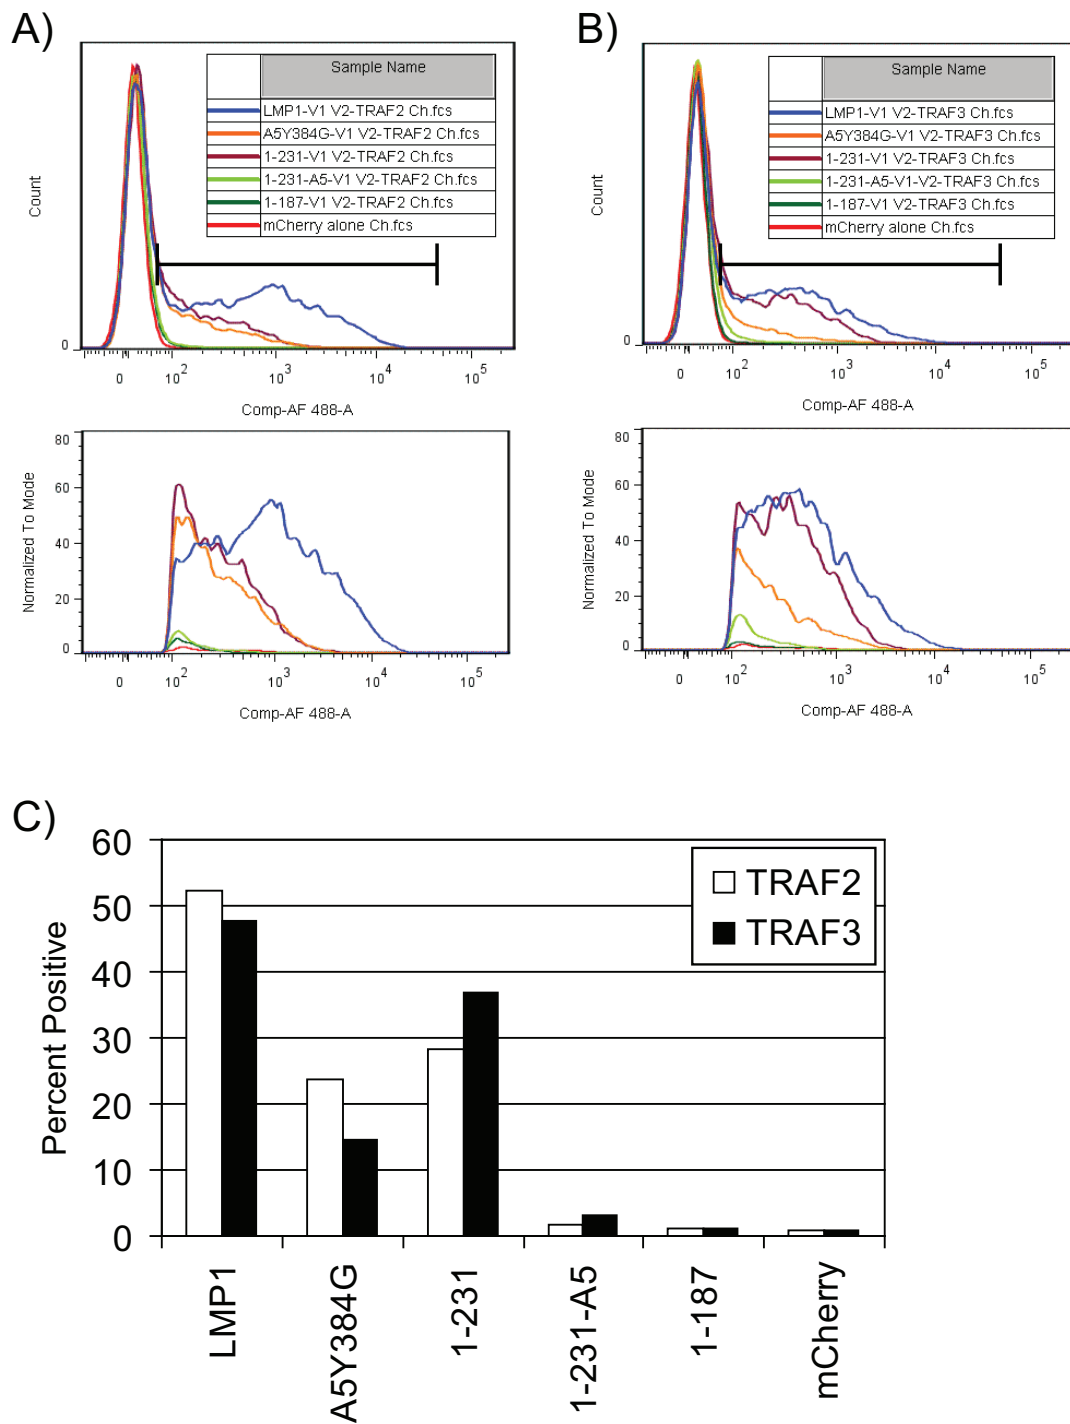 A)
Sample Name
LMP1-V1 V2-TRAF2 Ch.fcs
A5Y384G-V1 V2-TRAF2 Ch.fcs
1-231-V1 V2-TRAF2 Ch.fcs
1-231-A5-V1 V2-TRAF2 Ch.fcs
1-187-V1 V2-TRAF2 Ch.fcs
mCherry alone Ch.fcs
Count
0
0 10^2 10^3 10^4 10^5
Comp-AF 488-A
80
60
40
20
0
Normalized To Mode
0 10^2 10^3 10^4 10^5
Comp-AF 488-A
B)
Sample Name
LMP1-V1 V2-TRAF3 Ch.fcs
A5Y384G-V1 V2-TRAF3 Ch.fcs
1-231-V1 V2-TRAF3 Ch.fcs
1-231-A5-V1-V2-TRAF3 Ch.fcs
1-187-V1 V2-TRAF3 Ch.fcs
mCherry alone Ch.fcs
Count
0
0 10^2 10^3 10^4 10^5
Comp-AF 488-A
80
60
40
20
0
Normalized To Mode
0 10^2 10^3 10^4 10^5
Comp-AF 488-A
C)
60
50
40
30
20
10
0
Percent Positive
TRAF2
TRAF3
LMP1
A5Y384G
1-231
1-231-A5
1-187
mCherry